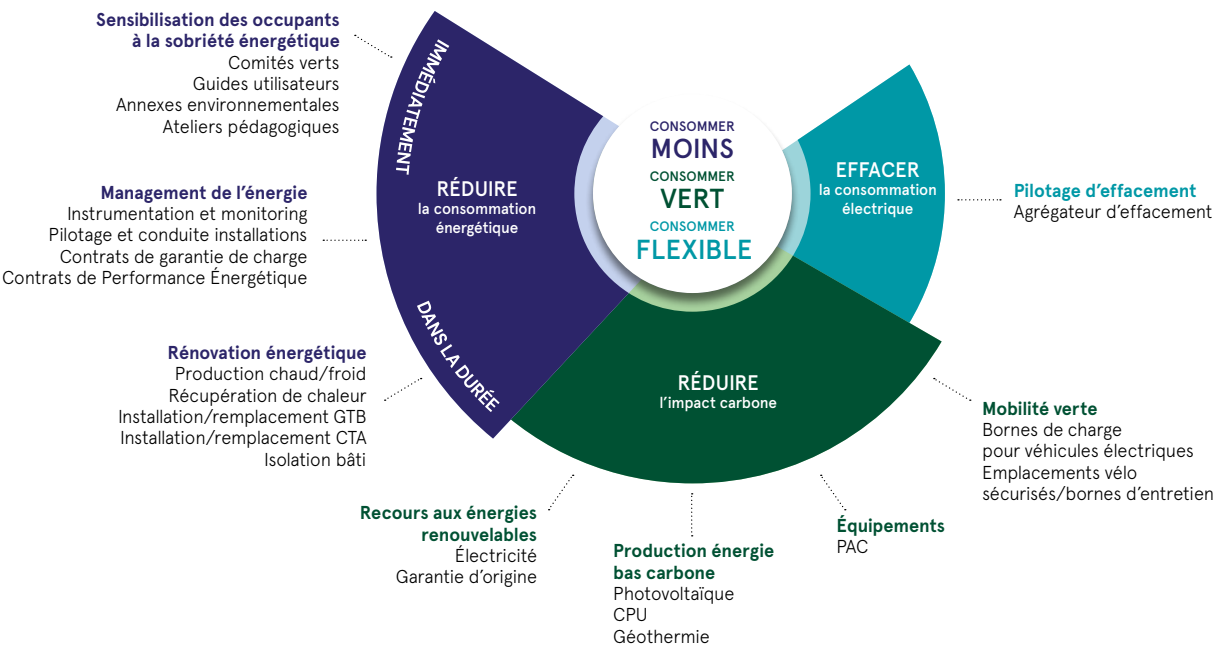 Sensibilisation des occupants
à la sobriété énergétique
Comités verts
Guides utilisateurs
Annexes environnementales
Ateliers pédagogiques
Management de l’énergie
Instrumentation et monitoring
Pilotage et conduite installations
Contrats de garantie de charge
Contrats de Performance Énergétique
Rénovation énergétique
Production chaud/froid
Récupération de chaleur
Installation/remplacement GTB
Installation/remplacement CTA
Isolation bâti
IMMÉDIATEMENT
RÉDUIRE
la consommation
énergétique
DANS LA DURÉE
CONSOMMER
MOINS
CONSOMMER
VERT
CONSOMMER
FLEXIBLE
EFFACER
la consommation
électrique
Pilotage d’effacement
Agrégateur d’effacement
RÉDUIRE
l’impact carbone
Recours aux énergies
renouvelables
Électricité
Garantie d’origine
Production énergie
bas carbone
Photovoltaïque
CPU
Géothermie
Équipements
PAC
Mobilité verte
Bornes de charge
pour véhicules électriques
Emplacements vélo
sécurisés/bornes d’entretien